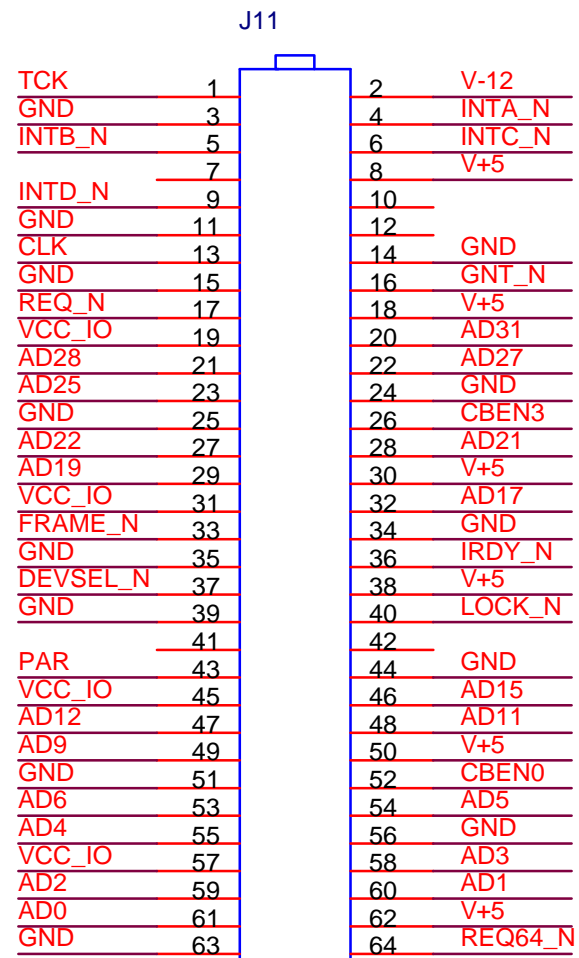 J11
TCK 1 2 V-12
GND 3 4 INTA_N
INTB_N 5 6 INTC_N
7 8 V+5
INTD_N 9 10
GND 11 12
CLK 13 14 GND
GND 15 16 GNT_N
REQ_N 17 18 V+5
VCC_IO 19 20 AD31
AD28 21 22 AD27
AD25 23 24 GND
GND 25 26 CBEN3
AD22 27 28 AD21
AD19 29 30 V+5
VCC_IO 31 32 AD17
FRAME_N 33 34 GND
GND 35 36 IRDY_N
DEVSEL_N 37 38 V+5
GND 39 40 LOCK_N
41 42
PAR 43 44 GND
VCC_IO 45 46 AD15
AD12 47 48 AD11
AD9 49 50 V+5
GND 51 52 CBEN0
AD6 53 54 AD5
AD4 55 56 GND
VCC_IO 57 58 AD3
AD2 59 60 AD1
AD0 61 62 V+5
GND 63 64 REQ64_N